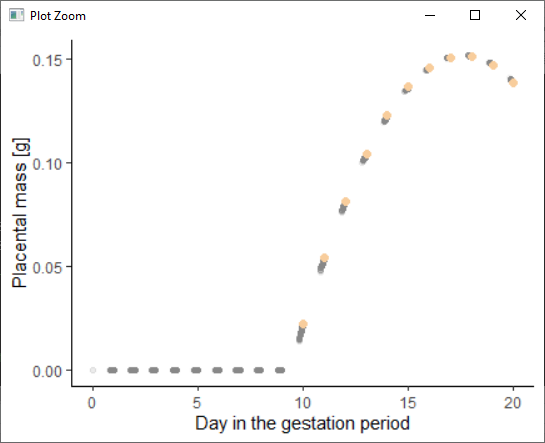 Plot Zoom
0.15
0.10
0.05
0.00
Placental mass [g]
0 5 10 15 20
Day in the gestation period